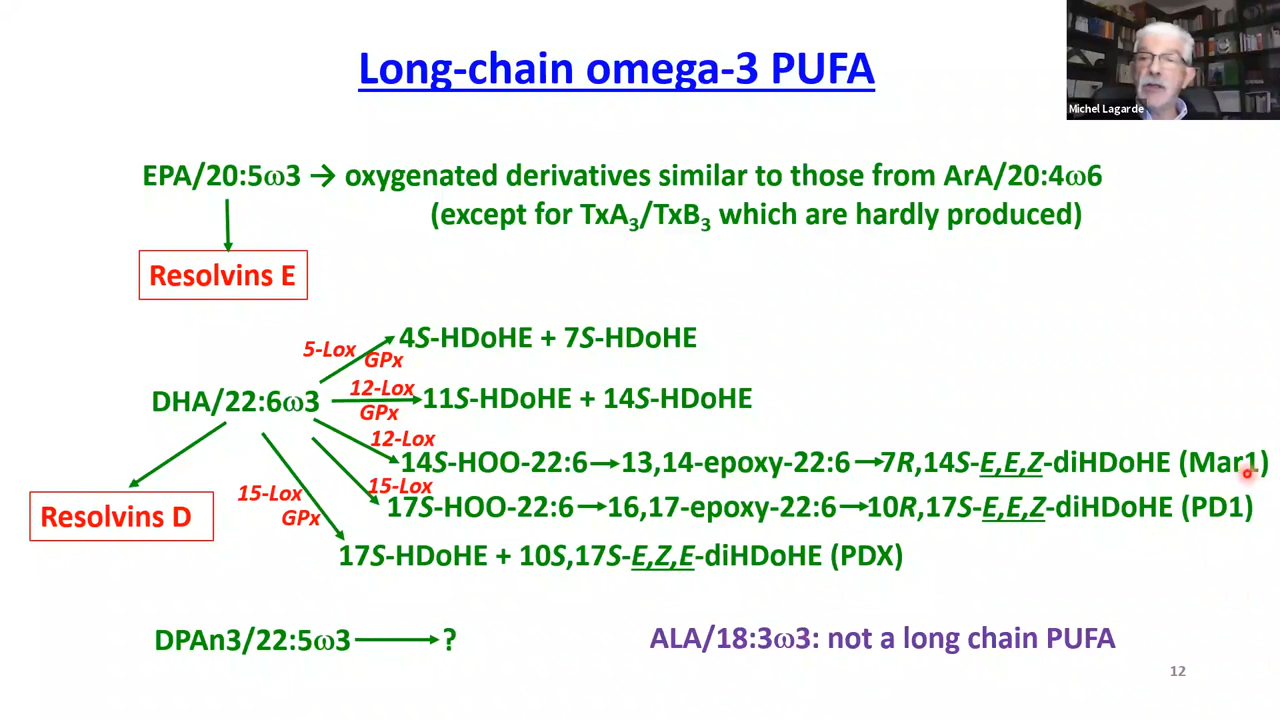 Long-chain omega-3 PUFA
Michel Lagarde
EPA/20:5ω3 → oxygenated derivatives similar to those from ArA/20:4ω6
(except for TxA₃/TxB₃ which are hardly produced)
Resolvins E
5-Lox
GPx
4S-HDoHE + 7S-HDoHE
DHA/22:6ω3
12-Lox
GPx
11S-HDoHE + 14S-HDoHE
12-Lox
14S-HOO-22:6→13,14-epoxy-22:6→7R,14S-E,E,Z-diHDoHE (Mar1)
15-Lox
17S-HOO-22:6→16,17-epoxy-22:6→10R,17S-E,E,Z-diHDoHE (PD1)
15-Lox
GPx
17S-HDoHE + 10S,17S-E,Z,E-diHDoHE (PDX)
Resolvins D
DPAn3/22:5ω3→?
ALA/18:3ω3: not a long chain PUFA
12